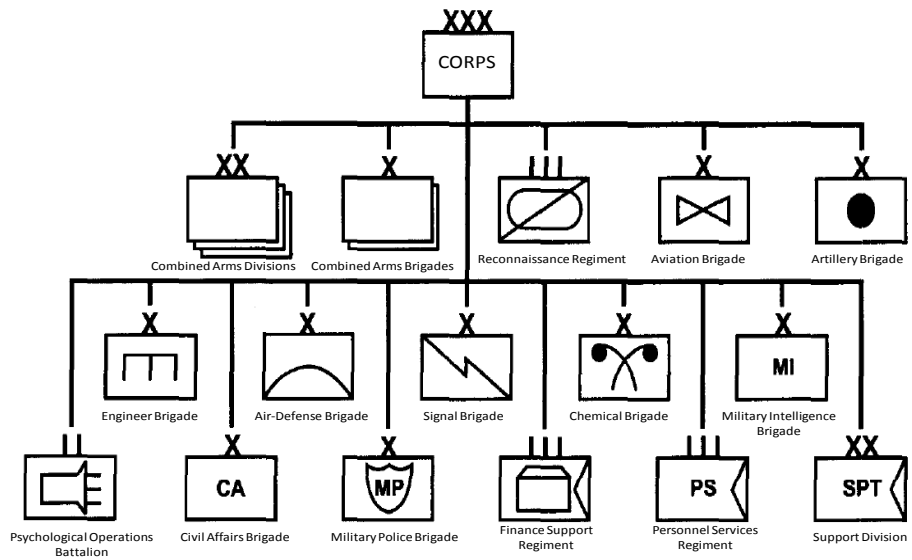 XXX
CORPS
XX
X
III
X
X
Combined Arms Divisions
Combined Arms Brigades
Reconnaissance Regiment
Aviation Brigade
Artillery Brigade
X
X
X
X
X
MI
Engineer Brigade
Air-Defense Brigade
Signal Brigade
Chemical Brigade
Military Intelligence
Brigade
II
X
X
III
III
XX
CA
MP
PS
SPT
Psychological Operations
Battalion
Civil Affairs Brigade
Military Police Brigade
Finance Support
Regiment
Personnel Services
Regiment
Support Division